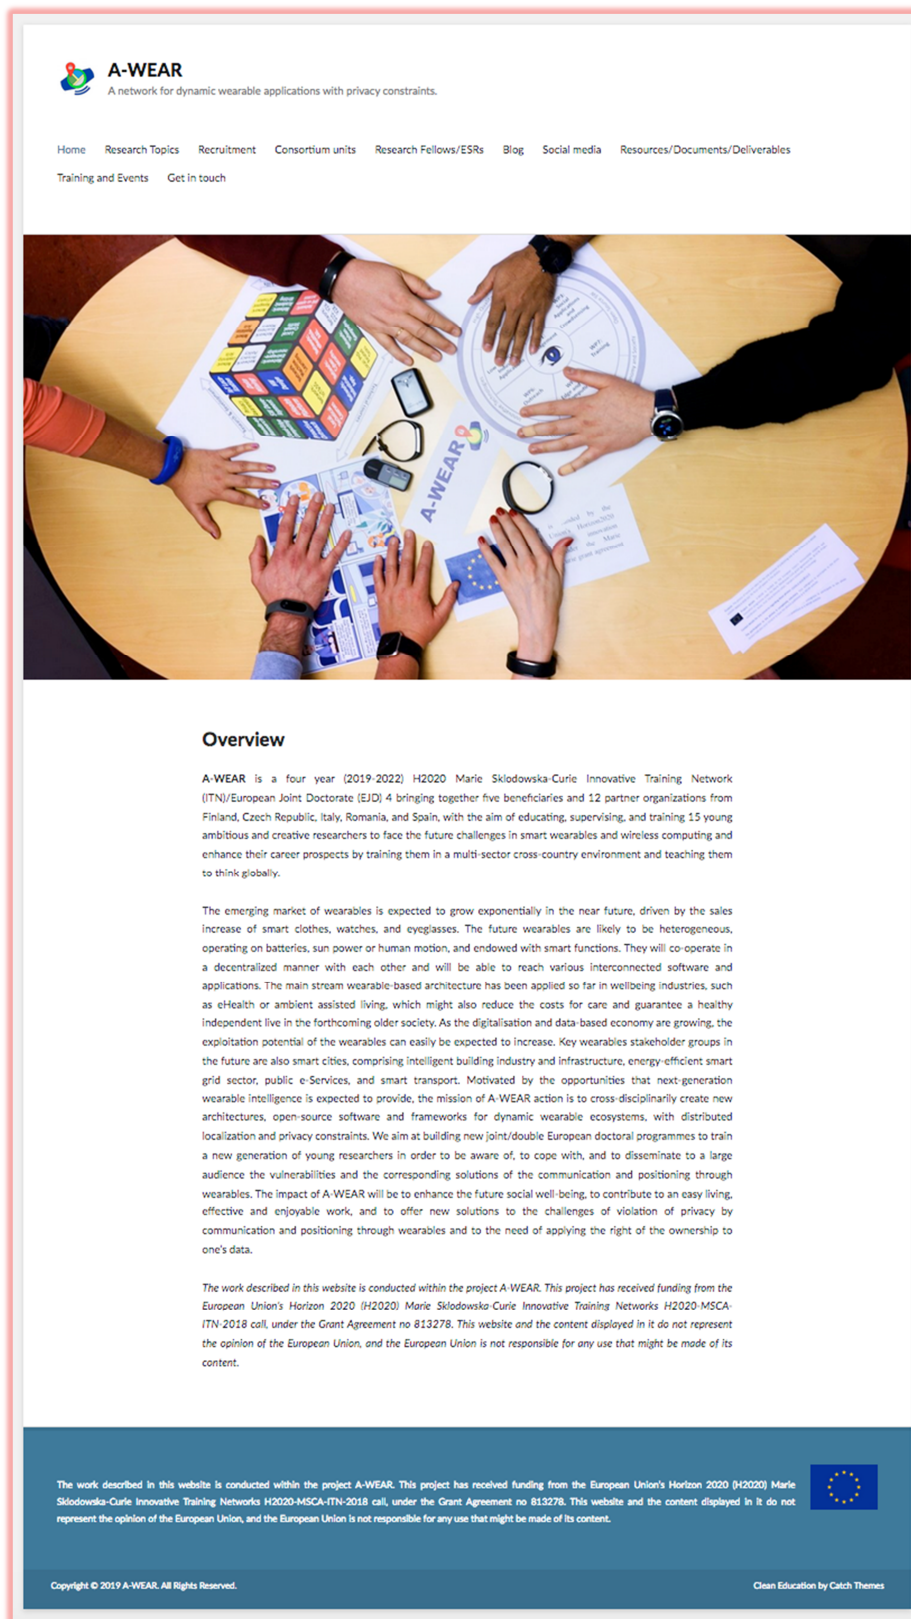 A-WEAR
A network for dynamic wearable applications with privacy constraints.
Home Research Topics Recruitment Consortium units Research Fellows/ESRs Blog Social media Resources/Documents/Deliverables
Training and Events Get in touch
A-WEAR
Overview
A-WEAR is a four year (2019-2022) H2020 Marie Sklodowska-Curie Innovative Training Network
(ITN)/European Joint Doctorate (EJD) 4 bringing together five beneficiaries and 12 partner organizations from
Finland, Czech Republic, Italy, Romania, and Spain, with the aim of educating, supervising, and training 15 young
ambitious and creative researchers to face the future challenges in smart wearables and wireless computing and
enhance their career prospects by training them in a multi-sector cross-country environment and teaching them
to think globally.
The emerging market of wearables is expected to grow exponentially in the near future, driven by the sales
increase of smart clothes, watches, and eyeglasses. The future wearables are likely to be heterogeneous,
operating on batteries, sun power or human motion, and endowed with smart functions. They will co-operate in
a decentralized manner with each other and will be able to reach various interconnected software and
applications. The main stream wearable-based architecture has been applied so far in wellbeing industries, such
as eHealth or ambient assisted living, which might also reduce the costs for care and guarantee a healthy
independent live in the forthcoming older society. As the digitalisation and data-based economy are growing, the
exploitation potential of the wearables can easily be expected to increase. Key wearables stakeholder groups in
the future are also smart cities, comprising intelligent building industry and infrastructure, energy-efficient smart
grid sector, public e-Services, and smart transport. Motivated by the opportunities that next-generation
wearable intelligence is expected to provide, the mission of A-WEAR action is to cross-disciplinarily create new
architectures, open-source software and frameworks for dynamic wearable ecosystems, with distributed
localization and privacy constraints. We aim at building new joint/double European doctoral programmes to train
a new generation of young researchers in order to be aware of, to cope with, and to disseminate to a large
audience the vulnerabilities and the corresponding solutions of the communication and positioning through
wearables. The impact of A-WEAR will be to enhance the future social well-being, to contribute to an easy living,
effective and enjoyable work, and to offer new solutions to the challenges of violation of privacy by
communication and positioning through wearables and to the need of applying the right of the ownership to
one's data.
The work described in this website is conducted within the project A-WEAR. This project has received funding from the
European Union's Horizon 2020 (H2020) Marie Sklodowska-Curie Innovative Training Networks H2020-MSCA-
ITN-2018 call, under the Grant Agreement no 813278. This website and the content displayed in it do not represent
the opinion of the European Union, and the European Union is not responsible for any use that might be made of its
content.
The work described in this website is conducted within the project A-WEAR. This project has received funding from the European Union's Horizon 2020 (H2020) Marie
Sklodowska-Curie Innovative Training Networks H2020-MSCA-ITN-2018 call, under the Grant Agreement no 813278. This website and the content displayed in it do not
represent the opinion of the European Union, and the European Union is not responsible for any use that might be made of its content.
Copyright © 2019 A-WEAR. All Rights Reserved. Clean Education by Catch Themes